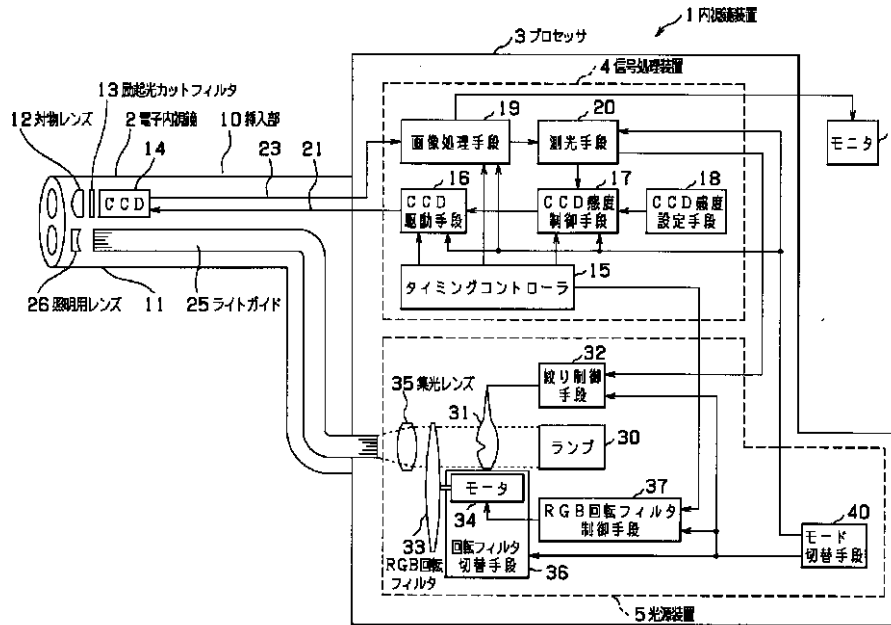 1 内視鏡装置
3 プロセッサ
4 信号処理装置
13 励起光カットフィルタ
12 対物レンズ
2 電子内視鏡
10 挿入部
14
CCD
23
21
19
画像処理手段
20
測光手段
モニタ
16
CCD
駆動手段
17
CCD感度
制御手段
18
CCD感度
設定手段
15
タイミングコントローラ
26 照明用レンズ
11
25 ライトガイド
32
絞り制御
手段
35 集光レンズ
31
ランプ
30
モータ
34
37
RGB回転フィルタ
制御手段
40
モード
切替手段
33
RGB回転
フィルタ
回転フィルタ
切替手段
36
5 光源装置